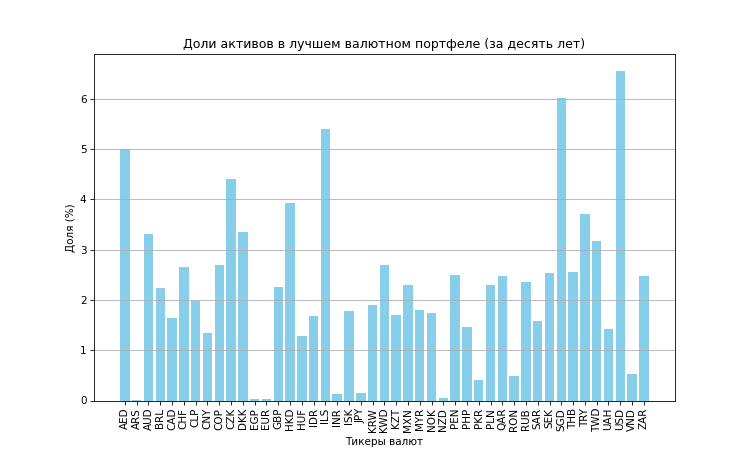 Доли активов в лучшем валютном портфеле (за десять лет)
Доля (%)
6
5
4
3
2
1
0
AED ARS AUD BRL CAD CHF CLP CNY COP CZK DKK EGP EUR GBP HKD HUF IDR ILS INR ISK JPY KRW KWD KZT MXN MYR NOK NZD PEN PHP PKR PLN QAR RON RUB SAR SEK SGD THB TRY TWD UAH USD VND ZAR
Тикеры валют